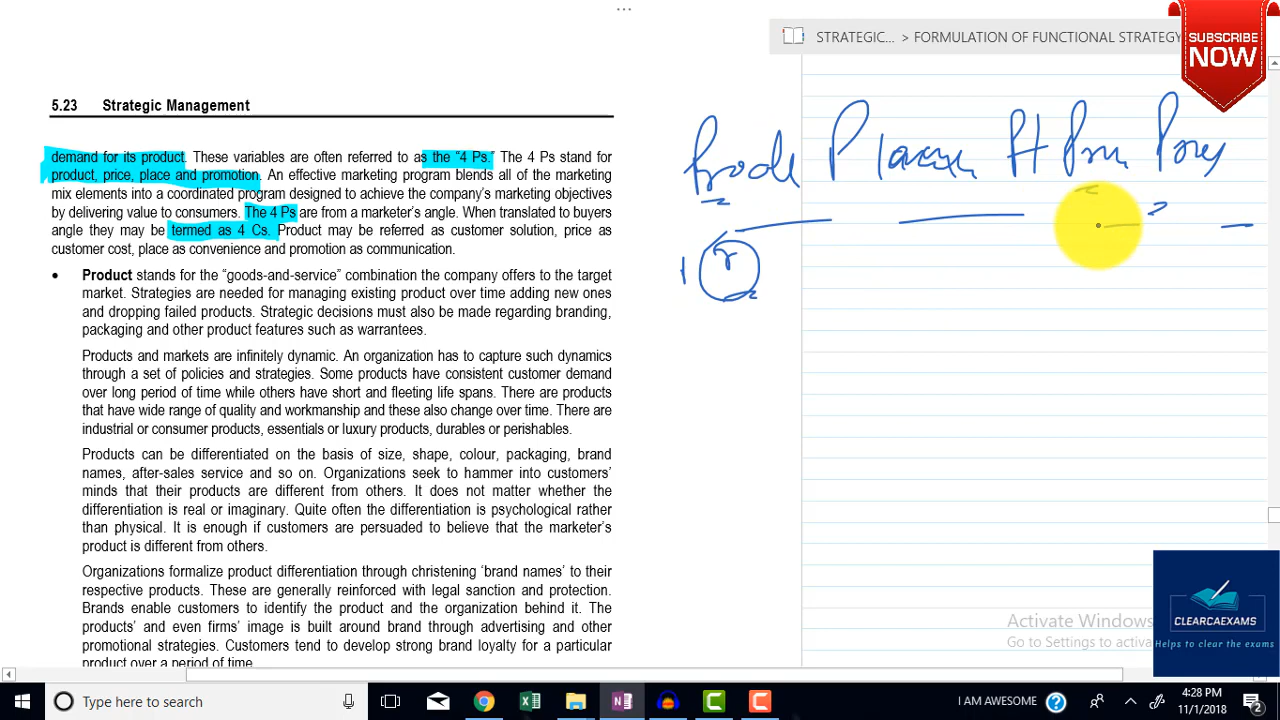 ...
STRATEGIC... > FORMULATION OF FUNCTIONAL STRATEGY
SUBSCRIBE
NOW
5.23 Strategic Management
demand for its product. These variables are often referred to as the “4 Ps.” The 4 Ps stand for
product, price, place and promotion. An effective marketing program blends all of the marketing
mix elements into a coordinated program designed to achieve the company's marketing objectives
by delivering value to consumers. The 4 Ps are from a marketer's angle. When translated to buyers
angle they may be termed as 4 Cs. Product may be referred as customer solution, price as
customer cost, place as convenience and promotion as communication.
• Product stands for the “goods-and-service” combination the company offers to the target
market. Strategies are needed for managing existing product over time adding new ones
and dropping failed products. Strategic decisions must also be made regarding branding,
packaging and other product features such as warrantees.
Products and markets are infinitely dynamic. An organization has to capture such dynamics
through a set of policies and strategies. Some products have consistent customer demand
over long period of time while others have short and fleeting life spans. There are products
that have wide range of quality and workmanship and these also change over time. There are
industrial or consumer products, essentials or luxury products, durables or perishables.
Products can be differentiated on the basis of size, shape, colour, packaging, brand
names, after-sales service and so on. Organizations seek to hammer into customers'
minds that their products are different from others. It does not matter whether the
differentiation is real or imaginary. Quite often the differentiation is psychological rather
than physical. It is enough if customers are persuaded to believe that the marketer's
product is different from others.
Organizations formalize product differentiation through christening ‘brand names’ to their
respective products. These are generally reinforced with legal sanction and protection.
Brands enable customers to identify the product and the organization behind it. The
products' and even firms' image is built around brand through advertising and other
promotional strategies. Customers tend to develop strong brand loyalty for a particular
product over a period of time.
CLEARCAEXAMS
Helps to clear the exams
Activate Windows
Go to Settings to activa
Type here to search
I AM AWESOME
4:28 PM
11/1/2018
2